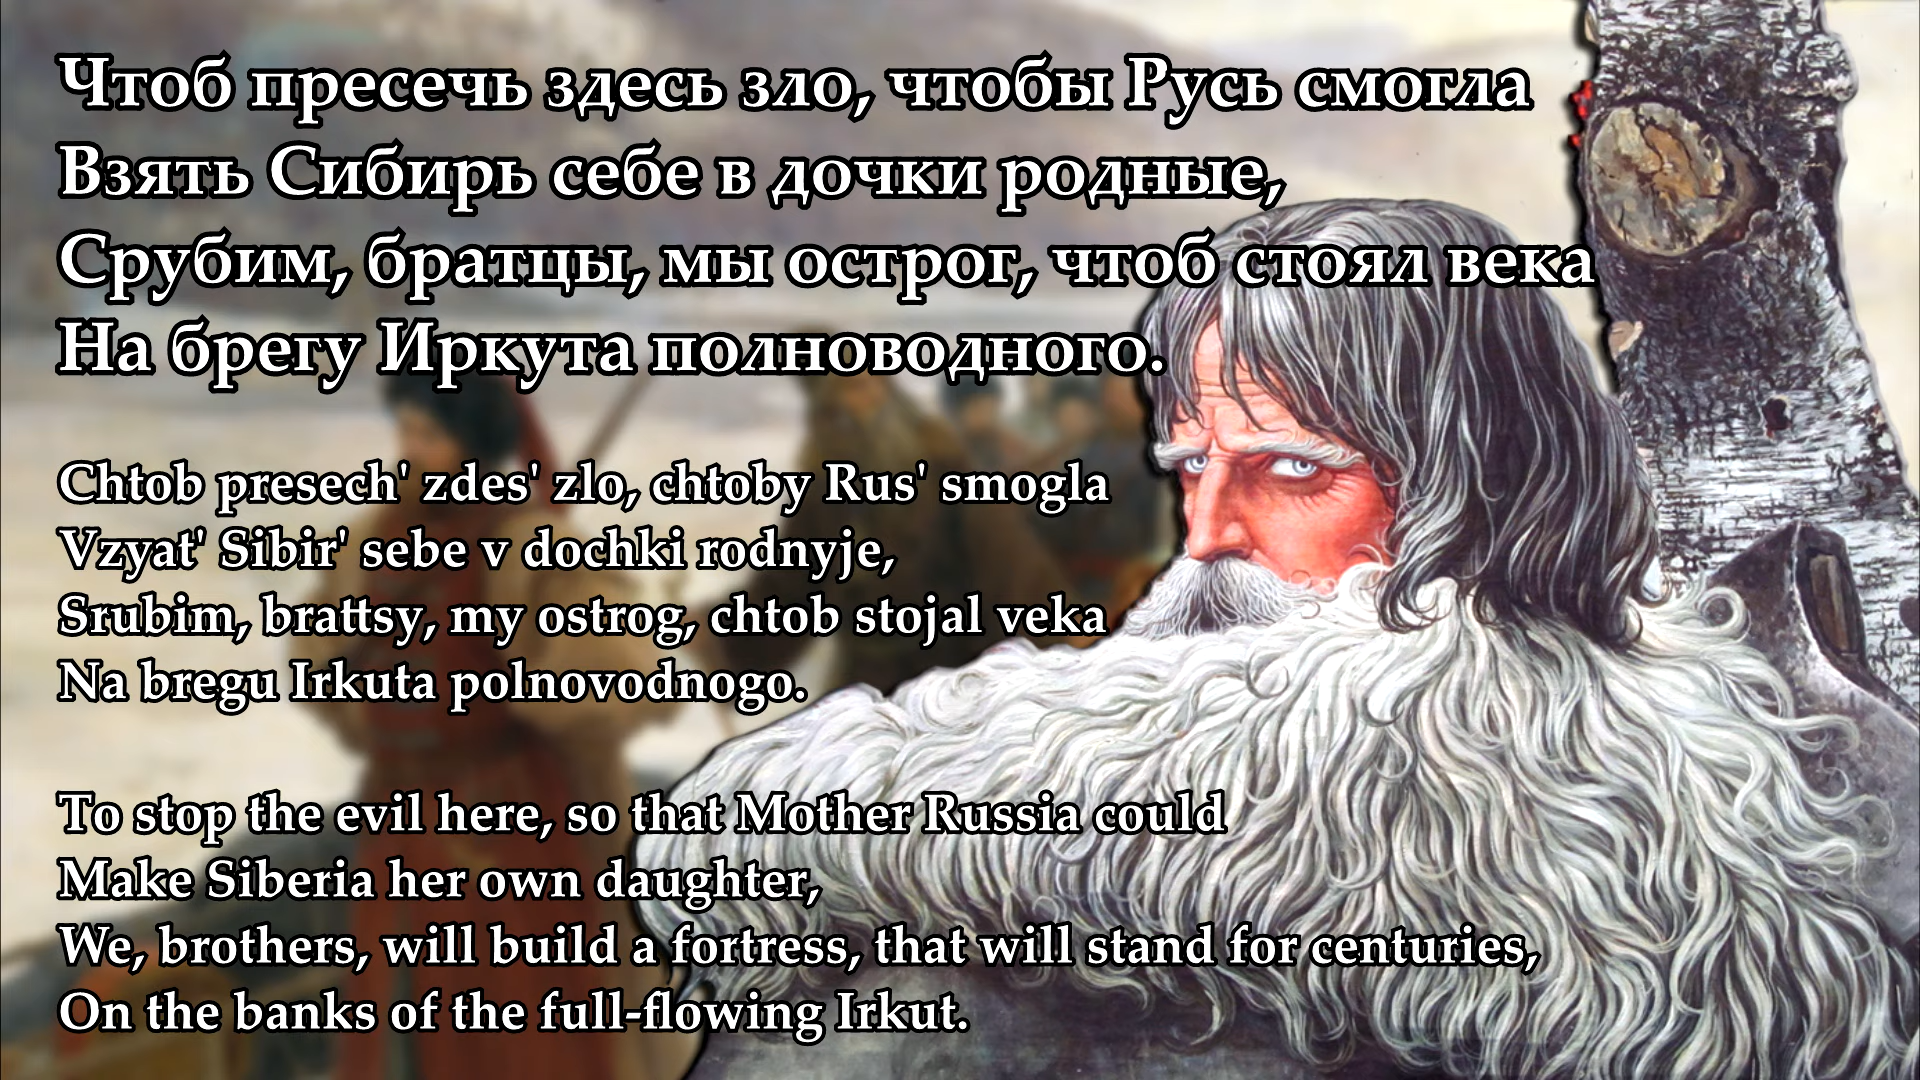 Чтоб пресечь здесь зло, чтобы Русь смогла
Взять Сибирь себе в дочки родные,
Срубим, братцы, мы острог, чтоб стоял века
На брегу Иркута полноводного.
Chtob presech' zdes' zlo, chtoby Rus' smogla
Vzyat' Sibir' sebe v dochki rodnyje,
Srubim, brattsy, my ostrog, chtob stojal veka
Na bregu Irkuta polnovodnogo.
To stop the evil here, so that Mother Russia could
Make Siberia her own daughter,
We, brothers, will build a fortress, that will stand for centuries,
On the banks of the full-flowing Irkut.